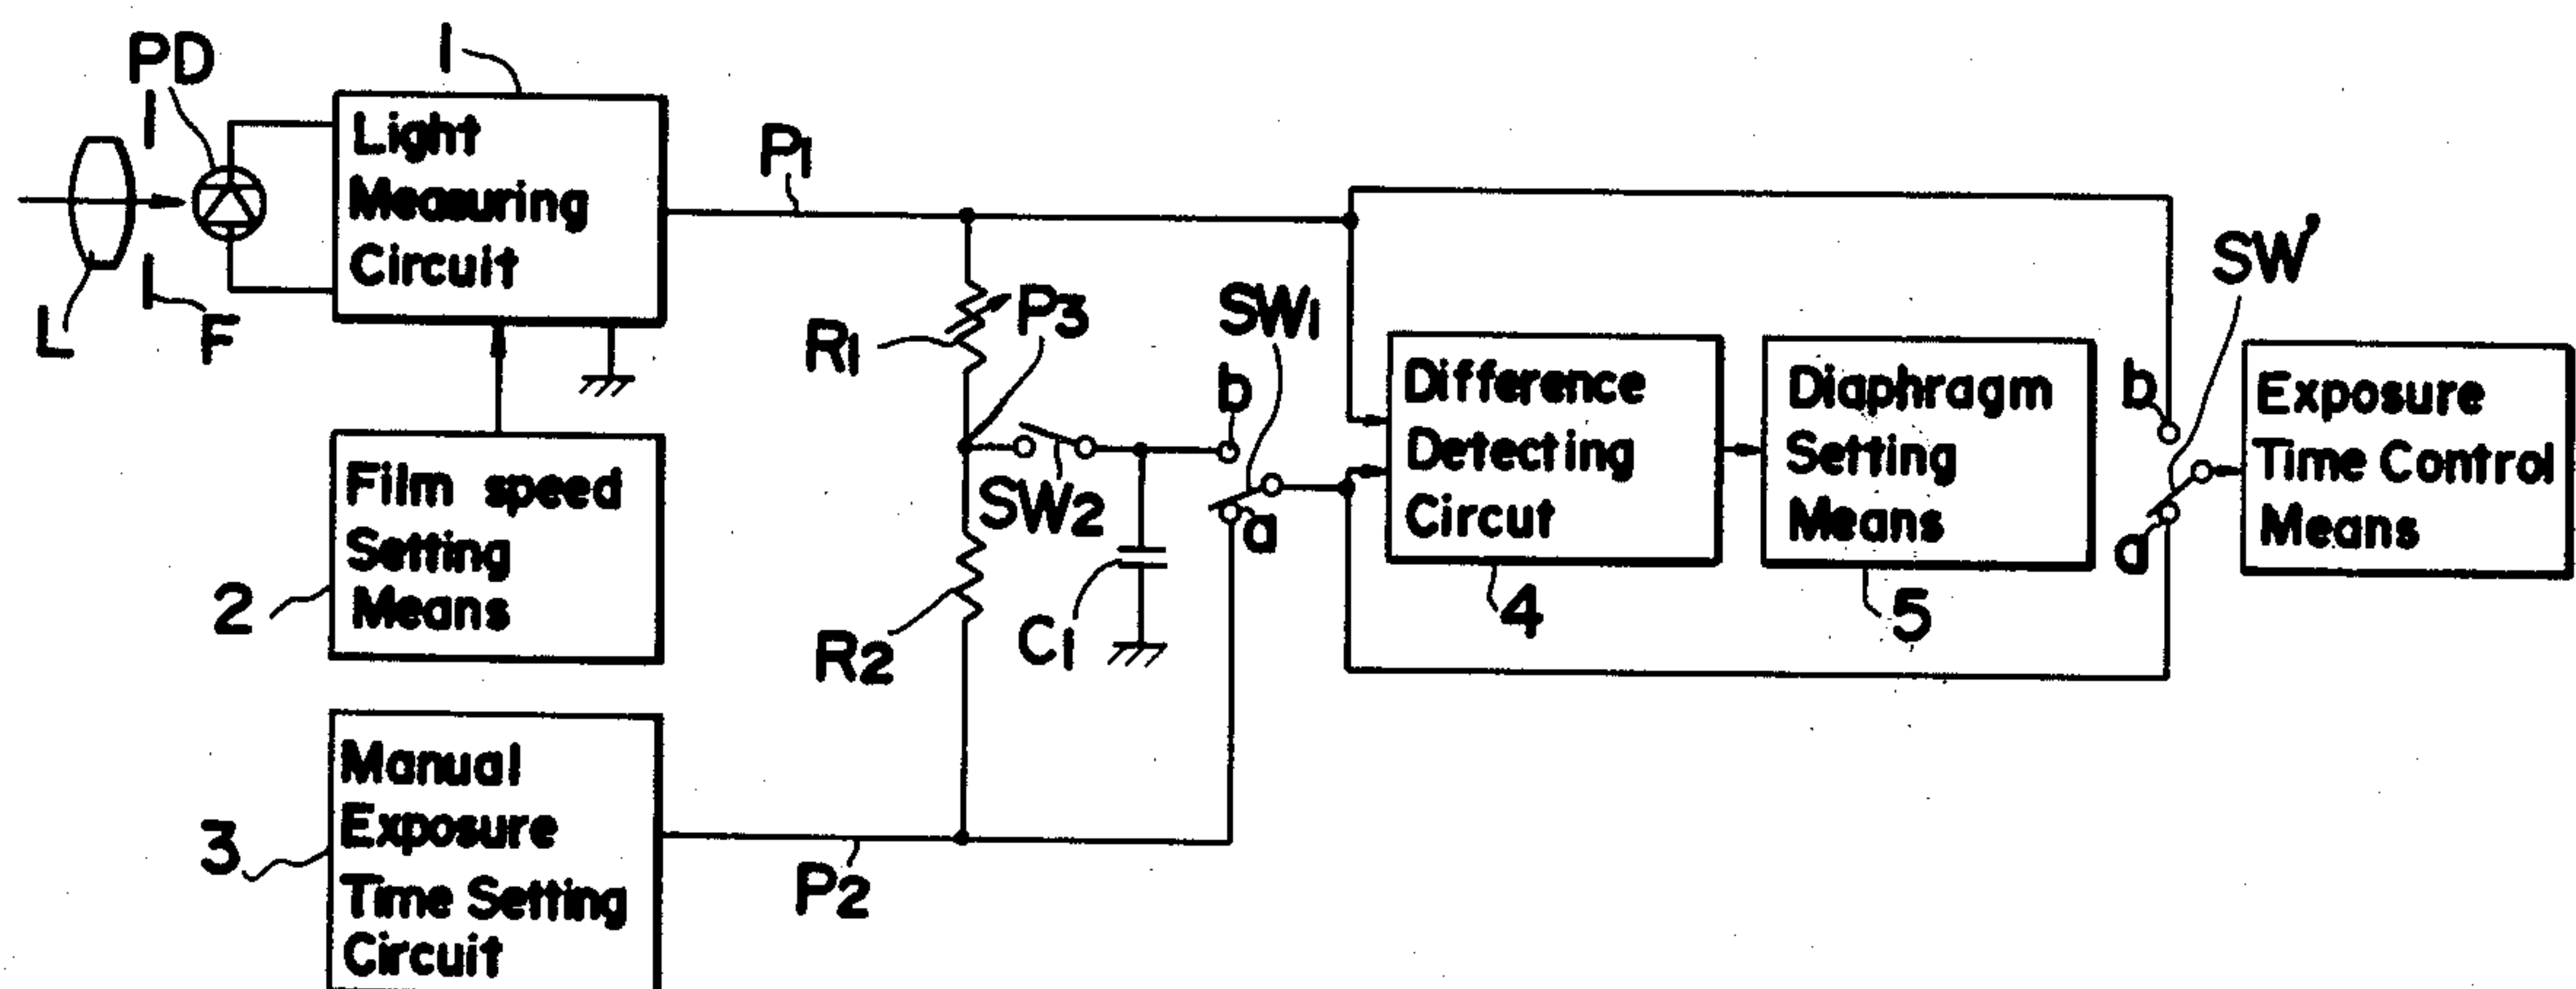 PD
1
Light
Measuring
Circuit
P1
L
F
Film speed
Setting
Means
2
Manual
Exposure
Time Setting
Circuit
3
P2
R1
P3
R2
SW2
C1
SW1
b
a
Difference
Detecting
Circut
4
Diaphragm
Setting
Means
5
SW'
b
a
Exposure
Time Control
Means